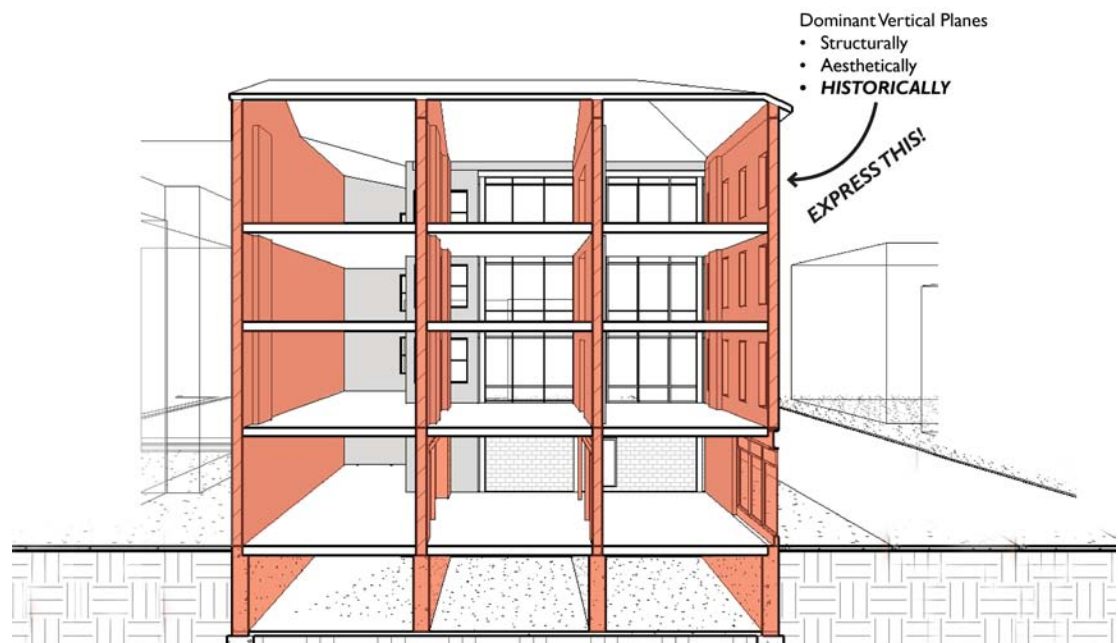 Dominant Vertical Planes
• Structurally
• Aesthetically
• HISTORICALLY
EXPRESS THIS!